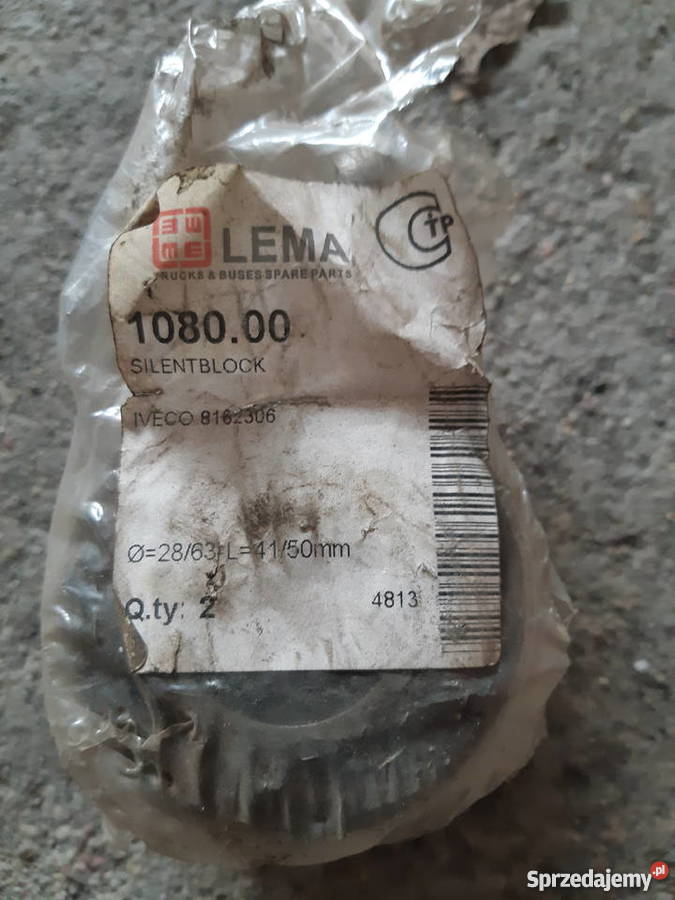 LEMA
TRUCKS & BUSES SPARE PARTS
CTP
1080.00
SILENTBLOCK
IVECO 8162306
Ø=28/63 L=41/50mm
Q.ty: 2
4813
Sprzedajemy.pl